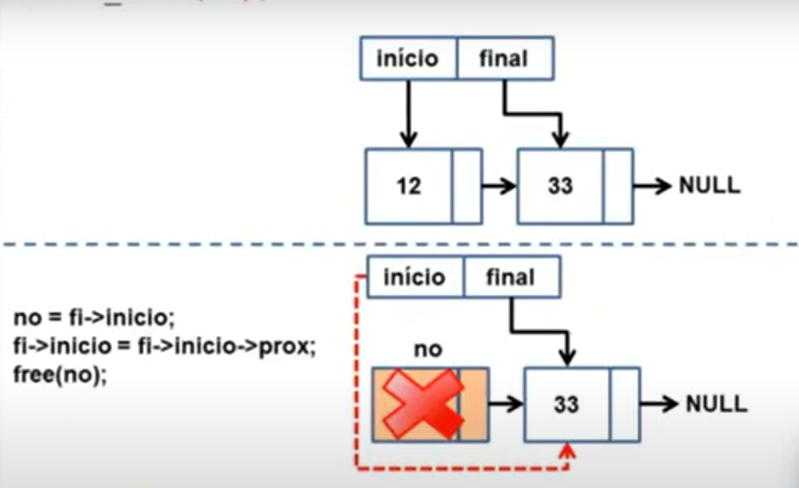 início final
12 33 NULL
início final
no = fi->inicio;
fi->inicio = fi->inicio->prox;
free(no);
no
33 NULL